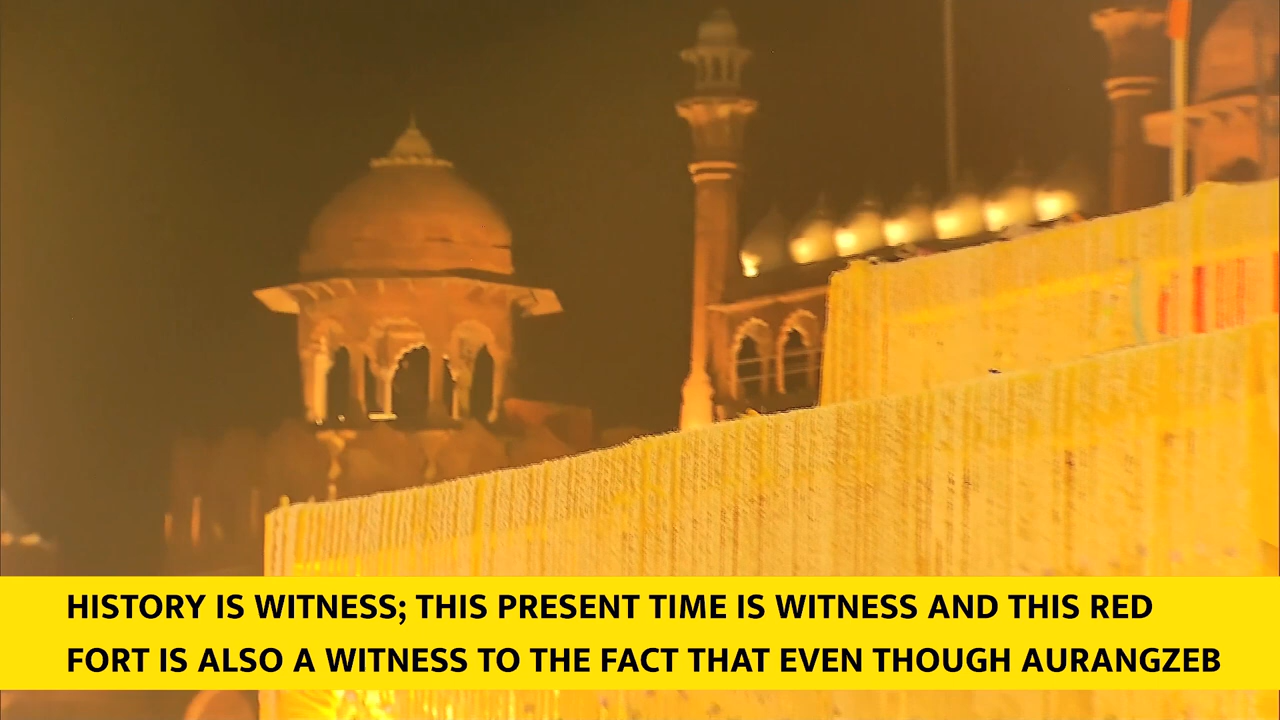 HISTORY IS WITNESS; THIS PRESENT TIME IS WITNESS AND THIS RED
FORT IS ALSO A WITNESS TO THE FACT THAT EVEN THOUGH AURANGZEB